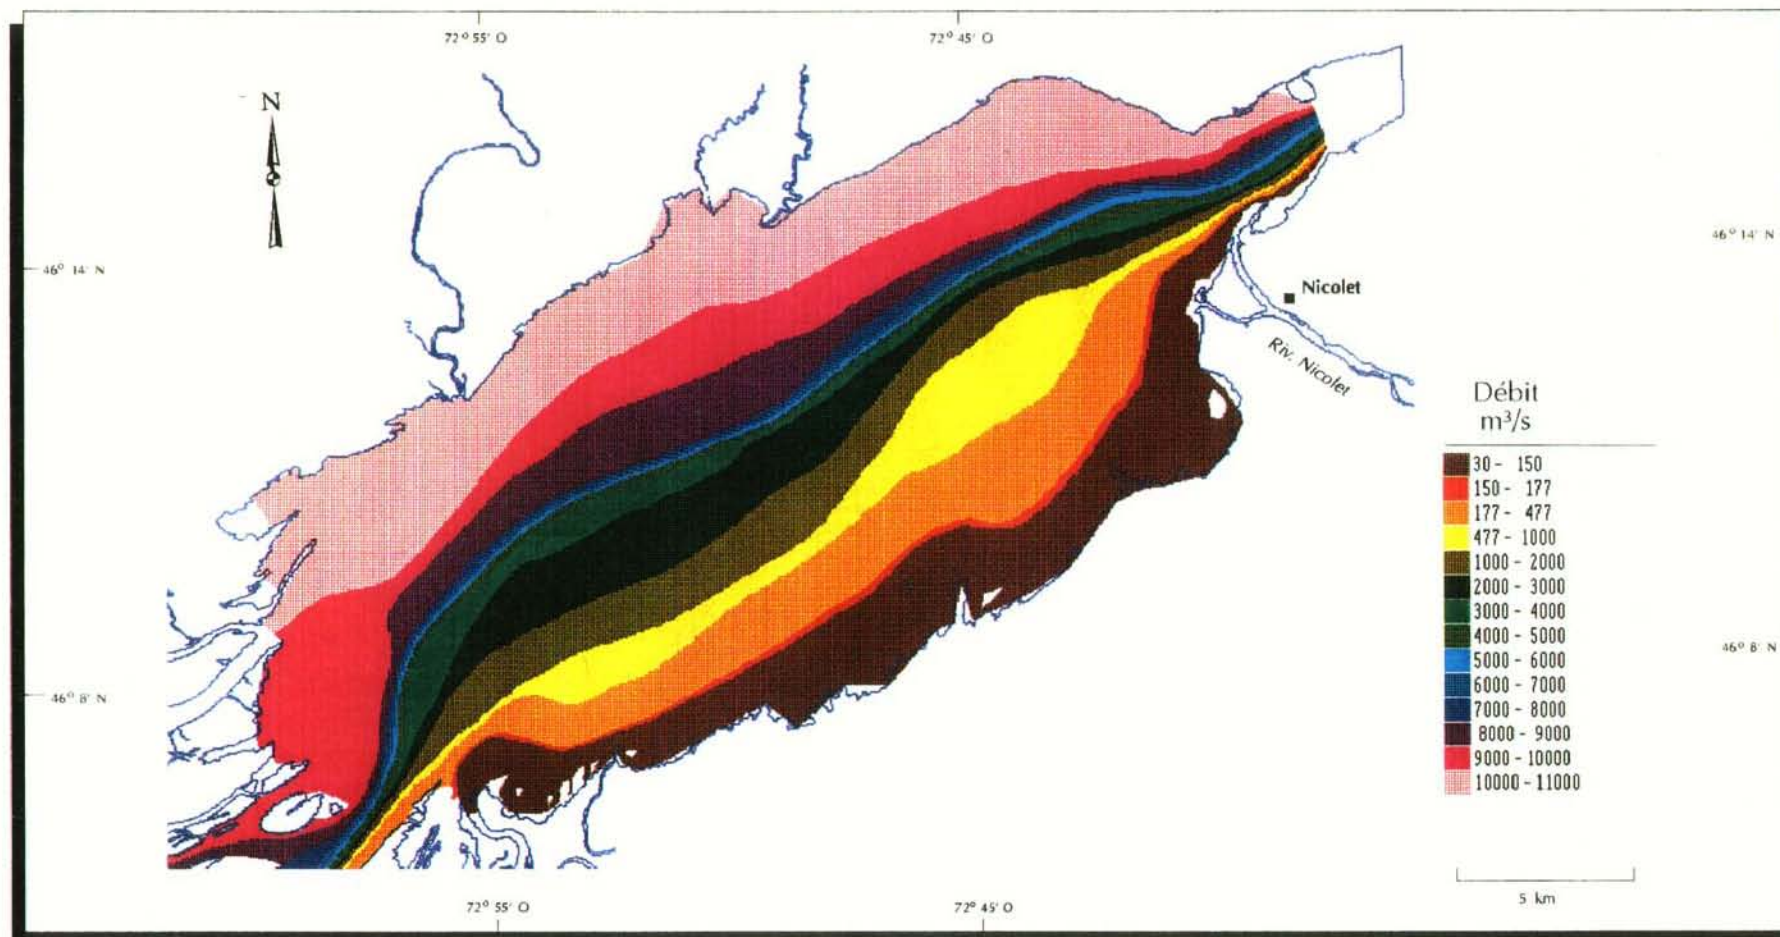 72° 55' O
72° 45' O
N
46° 14' N
46° 14' N
Nicolet
Riv. Nicolet
Débit
m³/s
30 - 150
150 - 177
177 - 477
477 - 1000
1000 - 2000
2000 - 3000
3000 - 4000
4000 - 5000
5000 - 6000
6000 - 7000
7000 - 8000
8000 - 9000
9000 - 10000
10000 - 11000
46° 8' N
46° 8' N
5 km
72° 55' O
72° 45' O